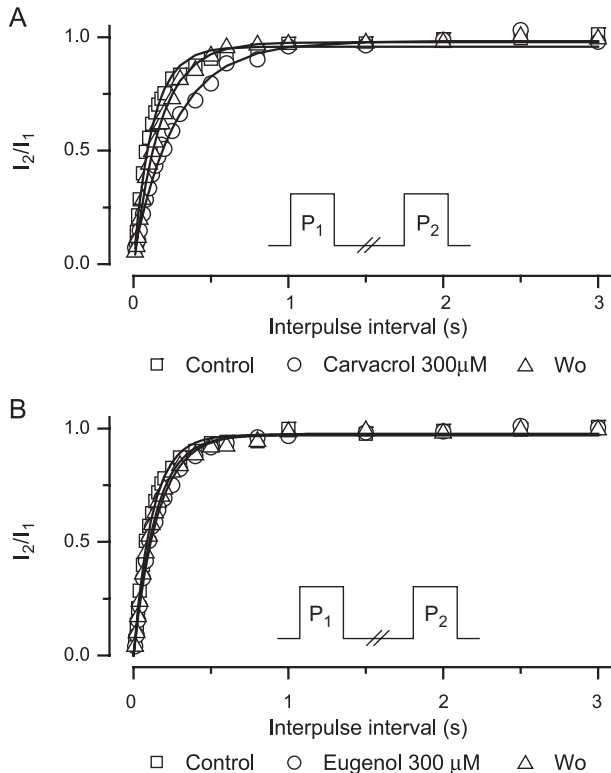 A
1.0
0.5
0.0
I₂/I₁
P₁
P₂
0
1
2
3
Interpulse interval (s)
□ Control ○ Carvacrol 300μM △ Wo
B
1.0
0.5
0.0
I₂/I₁
P₁
P₂
0
1
2
3
Interpulse interval (s)
□ Control ○ Eugenol 300 μM △ Wo